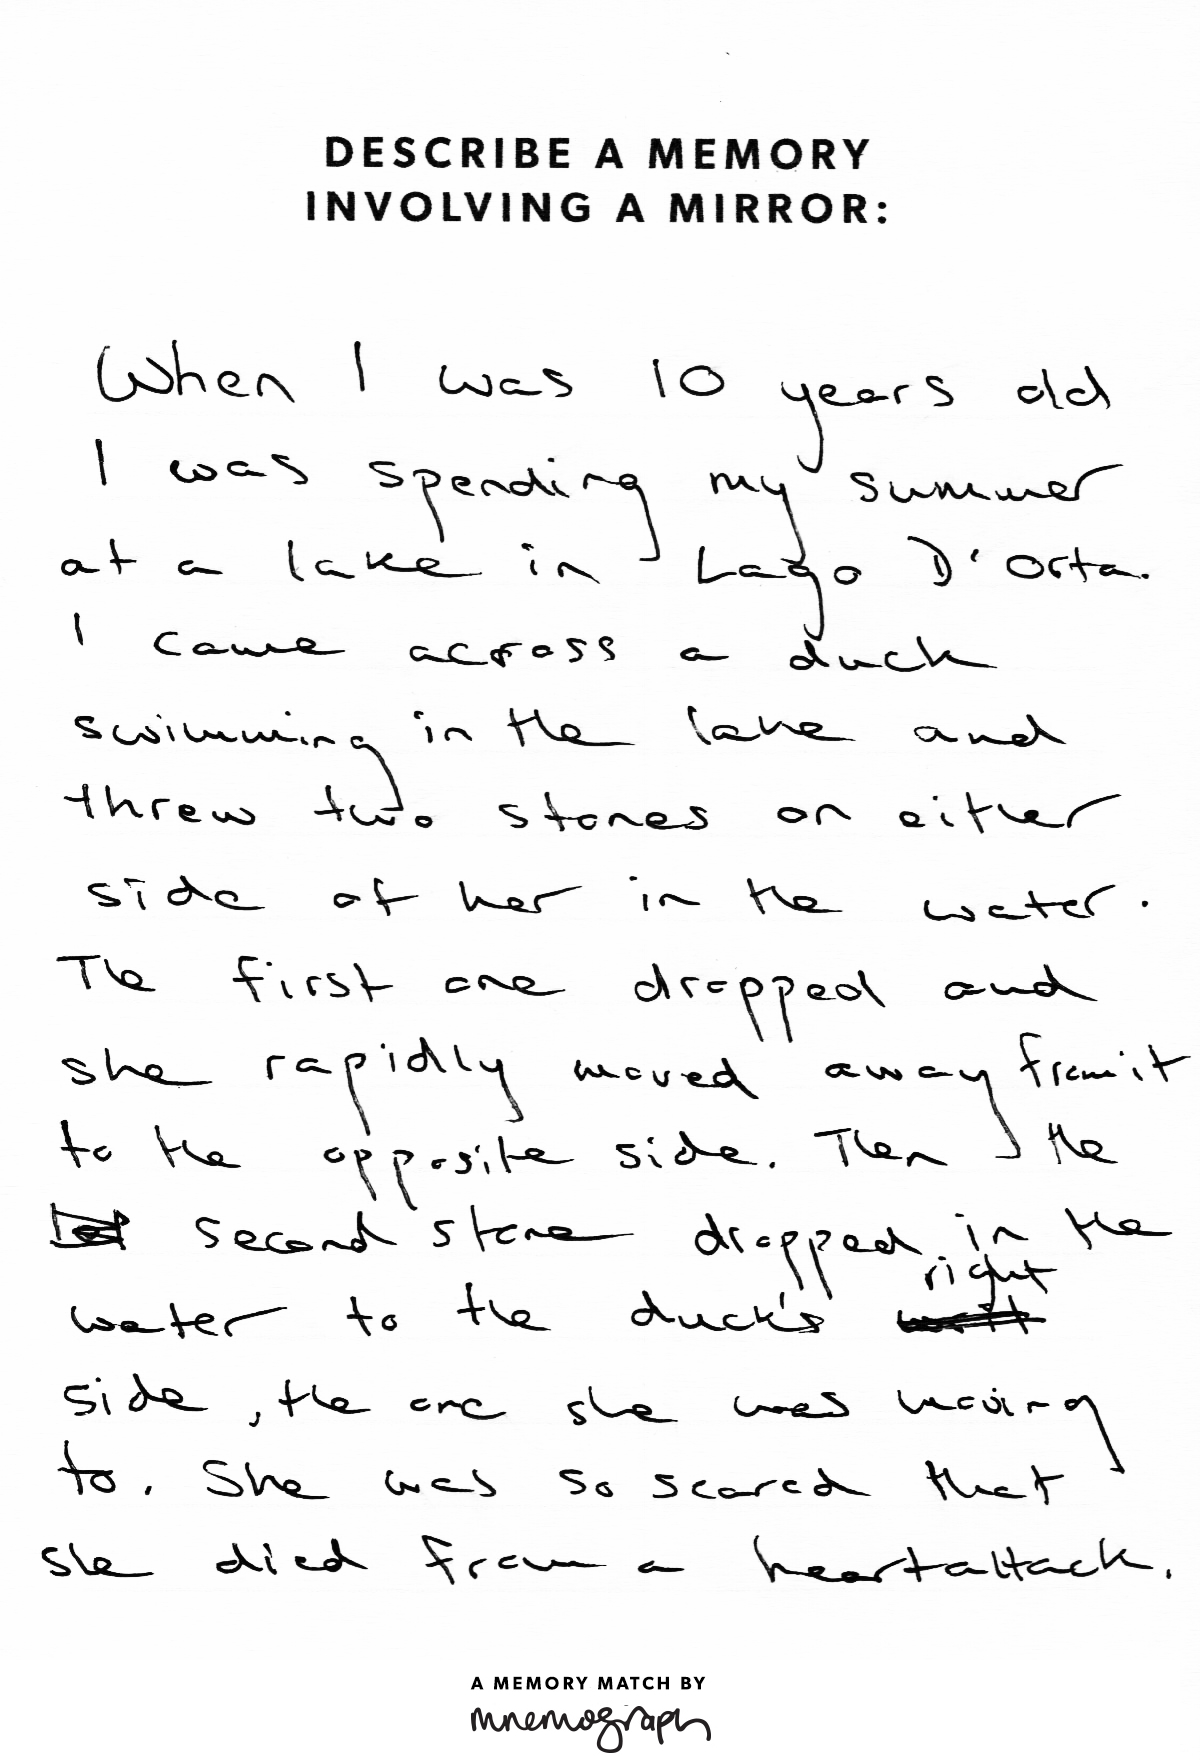 DESCRIBE A MEMORY
INVOLVING A MIRROR:
When I was 10 years old
I was spending my summer
at a lake in Lago D'Orta.
I came across a duck
swimming in the lake and
threw two stones on either
side of her in the water.
The first one dropped and
she rapidly moved away from it
to the opposite side. Then the
second stone dropped in the
right
water to the duck's
side, the one she was moving
to. She was so scared that
she died from a heartattack.
A MEMORY MATCH BY
mnemograph